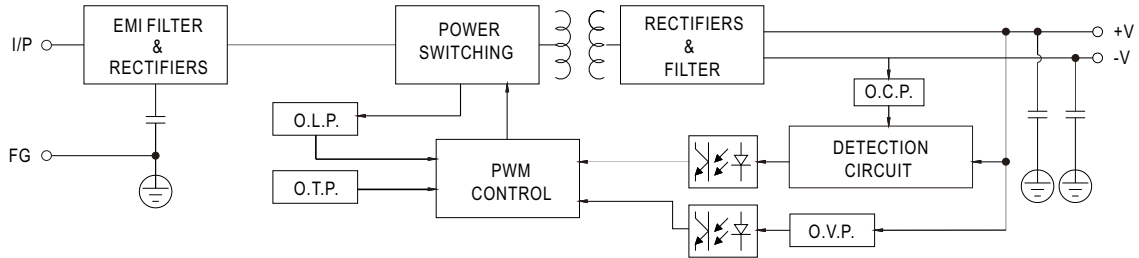 I/P
EMI FILTER
&
RECTIFIERS
POWER
SWITCHING
RECTIFIERS
&
FILTER
+V
-V
O.C.P.
O.L.P.
DETECTION
CIRCUIT
FG
PWM
CONTROL
O.T.P.
O.V.P.